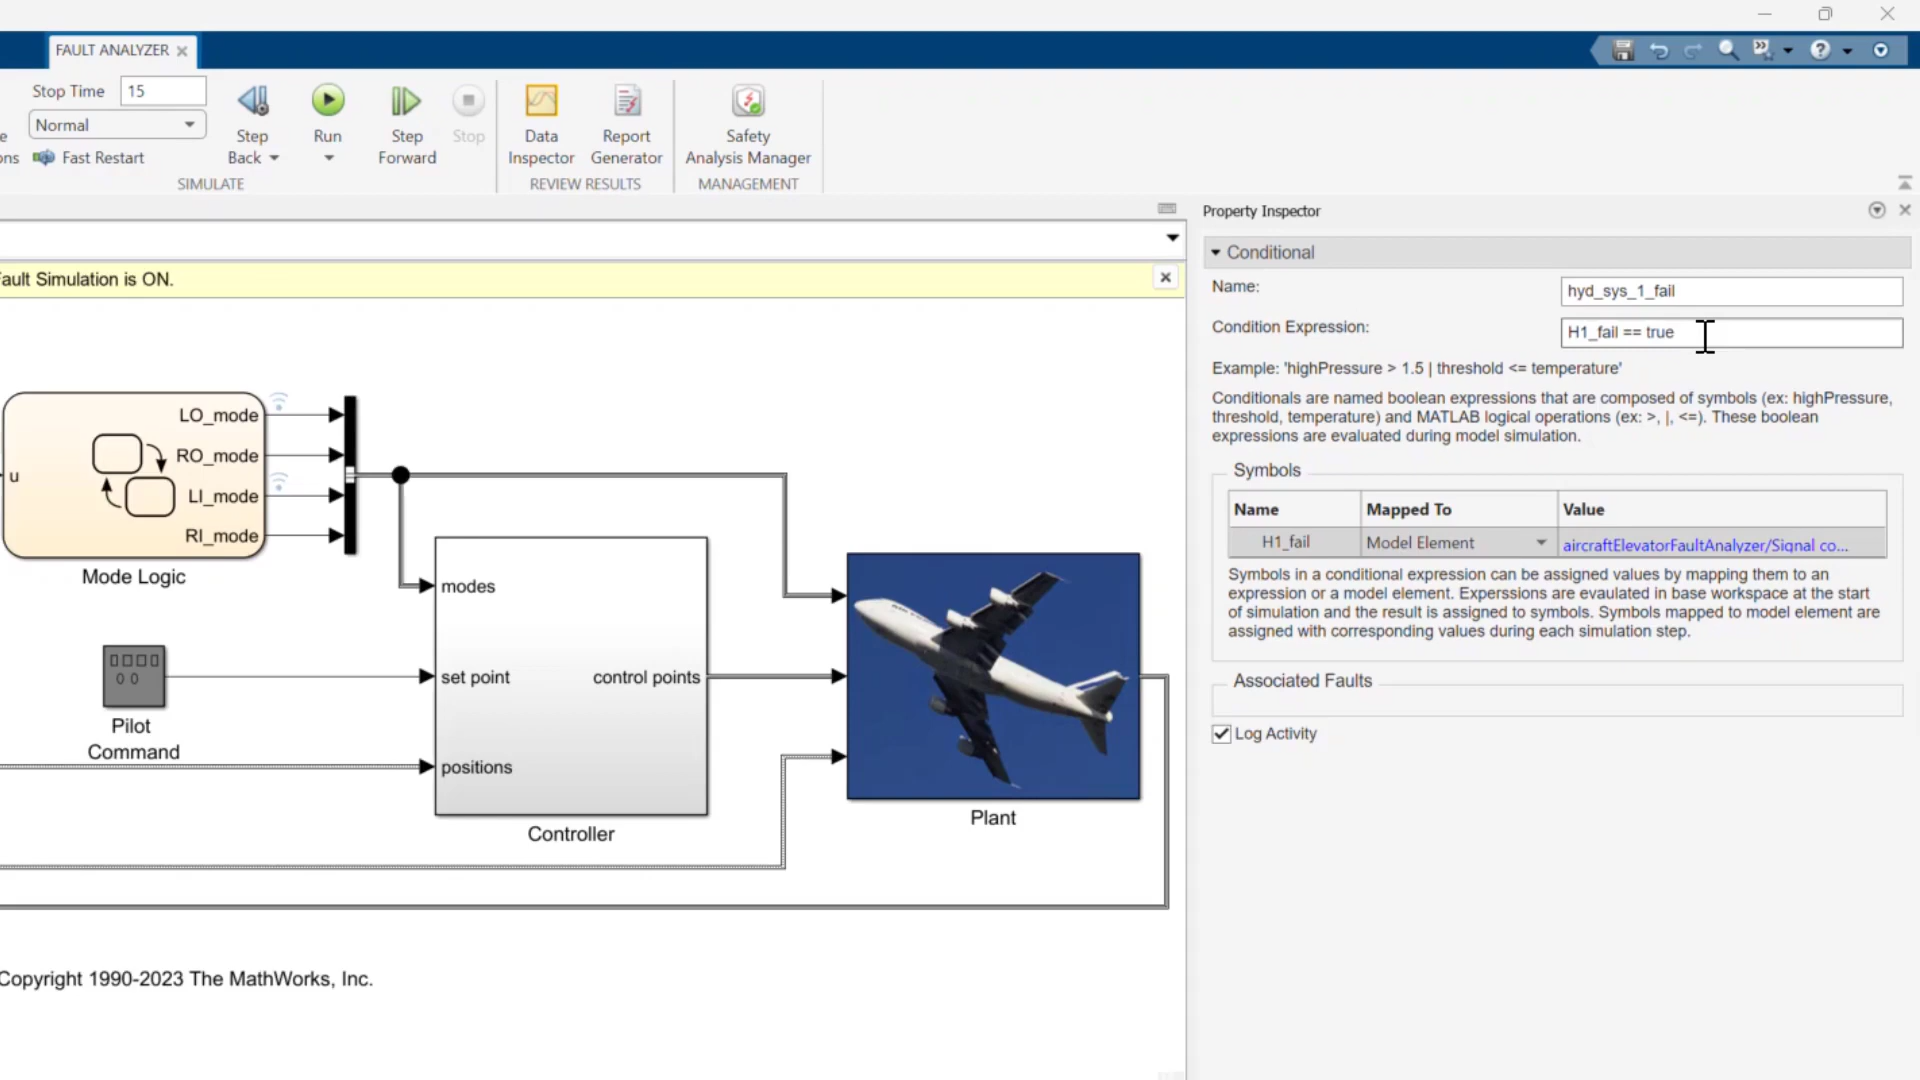 FAULT ANALYZER
Stop Time 15
Normal
Fast Restart
Step Back
Run
Step Forward
Stop
SIMULATE
Data Inspector
Report Generator
REVIEW RESULTS
Safety Analysis Manager
MANAGEMENT
ons
Fault Simulation is ON.
u
LO_mode
RO_mode
LI_mode
RI_mode
Mode Logic
Pilot
Command
modes
set point
control points
positions
Controller
Plant
Copyright 1990-2023 The MathWorks, Inc.
Property Inspector
Conditional
Name: hyd_sys_1_fail
Condition Expression: H1_fail == true
Example: 'highPressure > 1.5 | threshold <= temperature'
Conditionals are named boolean expressions that are composed of symbols (ex: highPressure,
threshold, temperature) and MATLAB logical operations (ex: >, |, <=). These boolean
expressions are evaluated during model simulation.
Symbols
Name Mapped To Value
H1_fail Model Element aircraftElevatorFaultAnalyzer/Signal co...
Symbols in a conditional expression can be assigned values by mapping them to an
expression or a model element. Experssions are evaulated in base workspace at the start
of simulation and the result is assigned to symbols. Symbols mapped to model element are
assigned with corresponding values during each simulation step.
Associated Faults
Log Activity